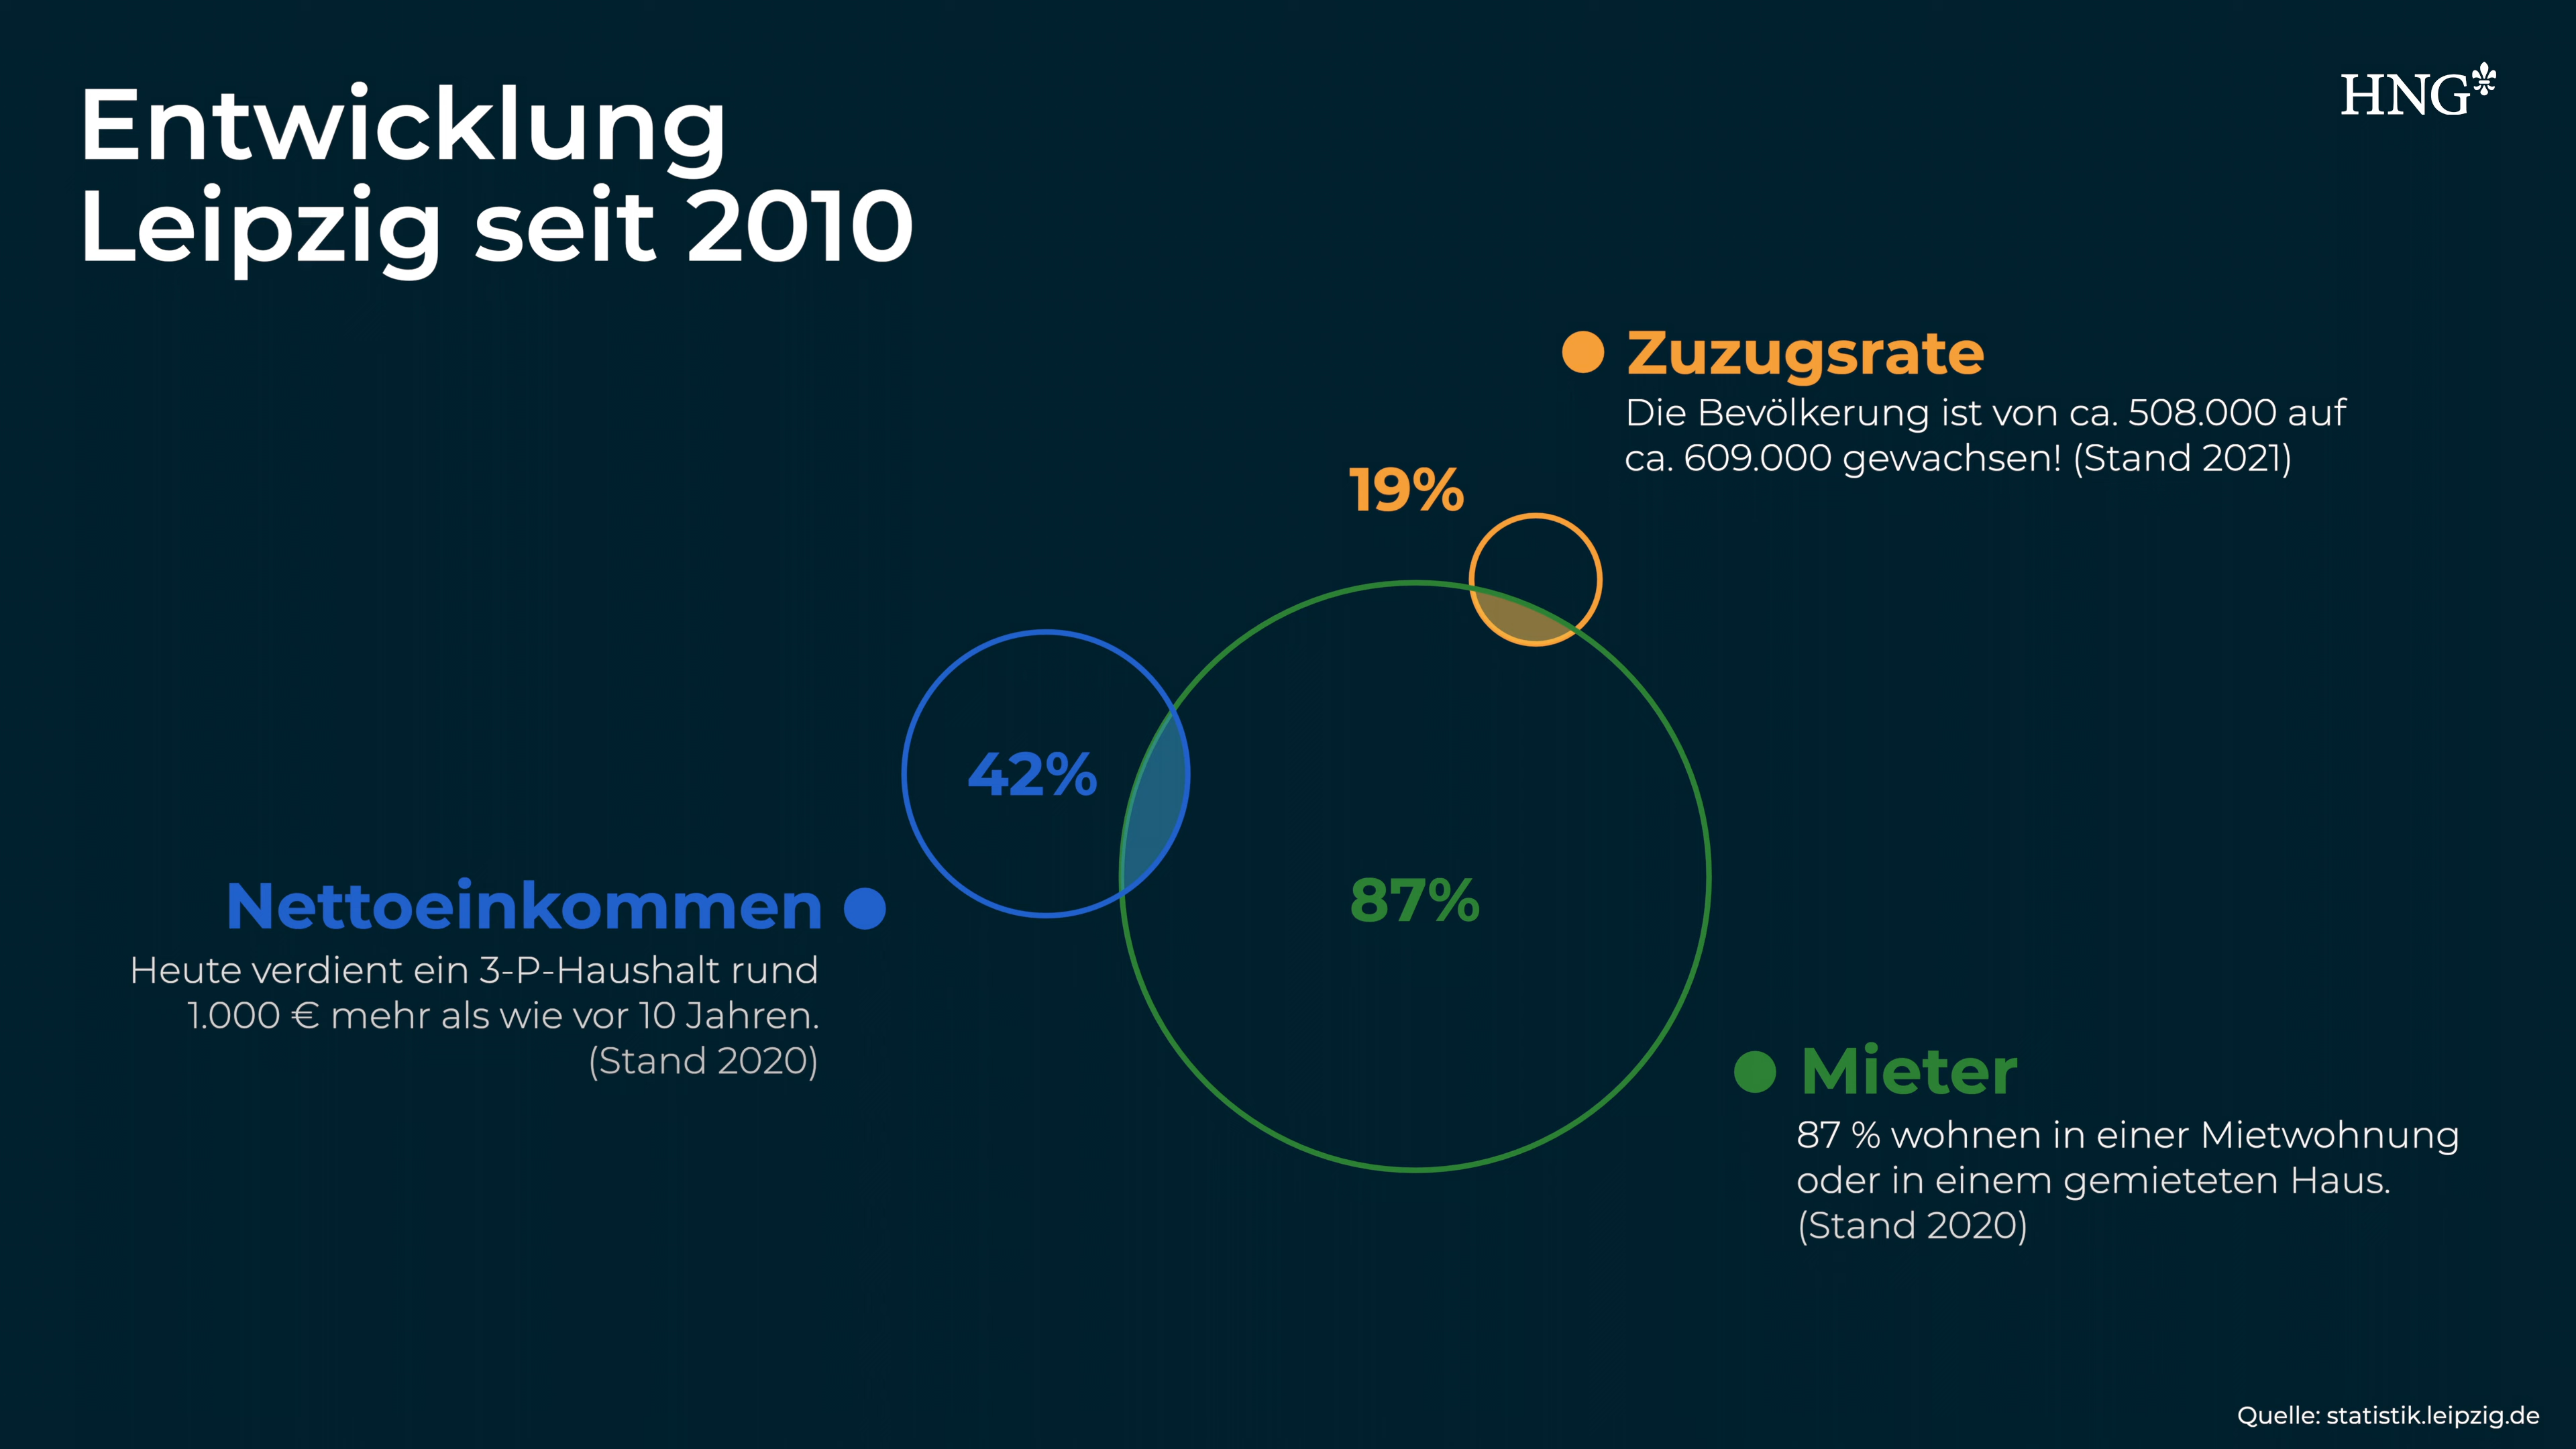 Entwicklung
Leipzig seit 2010
HNG
Zuzugsrate
Die Bevölkerung ist von ca. 508.000 auf
ca. 609.000 gewachsen! (Stand 2021)
19%
42%
87%
Nettoeinkommen
Heute verdient ein 3-P-Haushalt rund
1.000 € mehr als wie vor 10 Jahren.
(Stand 2020)
Mieter
87 % wohnen in einer Mietwohnung
oder in einem gemieteten Haus.
(Stand 2020)
Quelle: statistik.leipzig.de